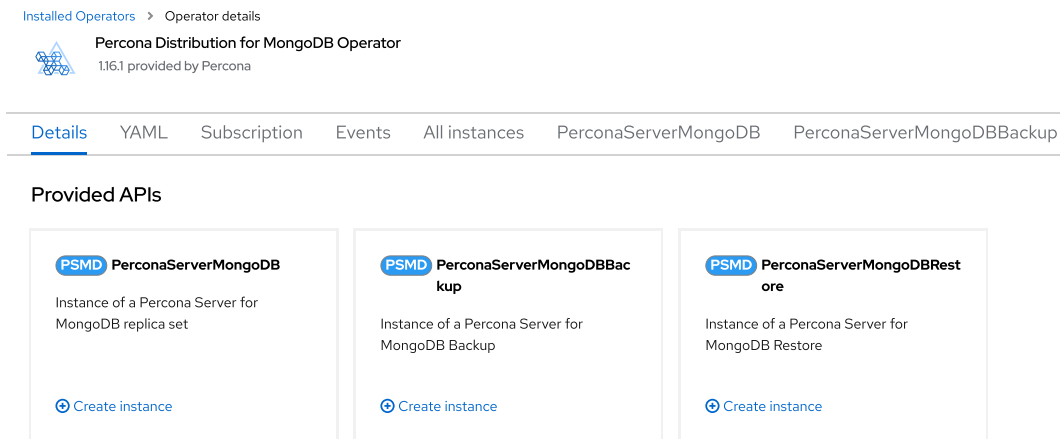 Installed Operators > Operator details
Percona Distribution for MongoDB Operator
1.16.1 provided by Percona
Details YAML Subscription Events All instances PerconaServerMongoDB PerconaServerMongoDBBackup
Provided APIs
PSMD PerconaServerMongoDB
Instance of a Percona Server for
MongoDB replica set
Create instance
PSMD PerconaServerMongoDBBac
kup
Instance of a Percona Server for
MongoDB Backup
Create instance
PSMD PerconaServerMongoDBRest
ore
Instance of a Percona Server for
MongoDB Restore
Create instance